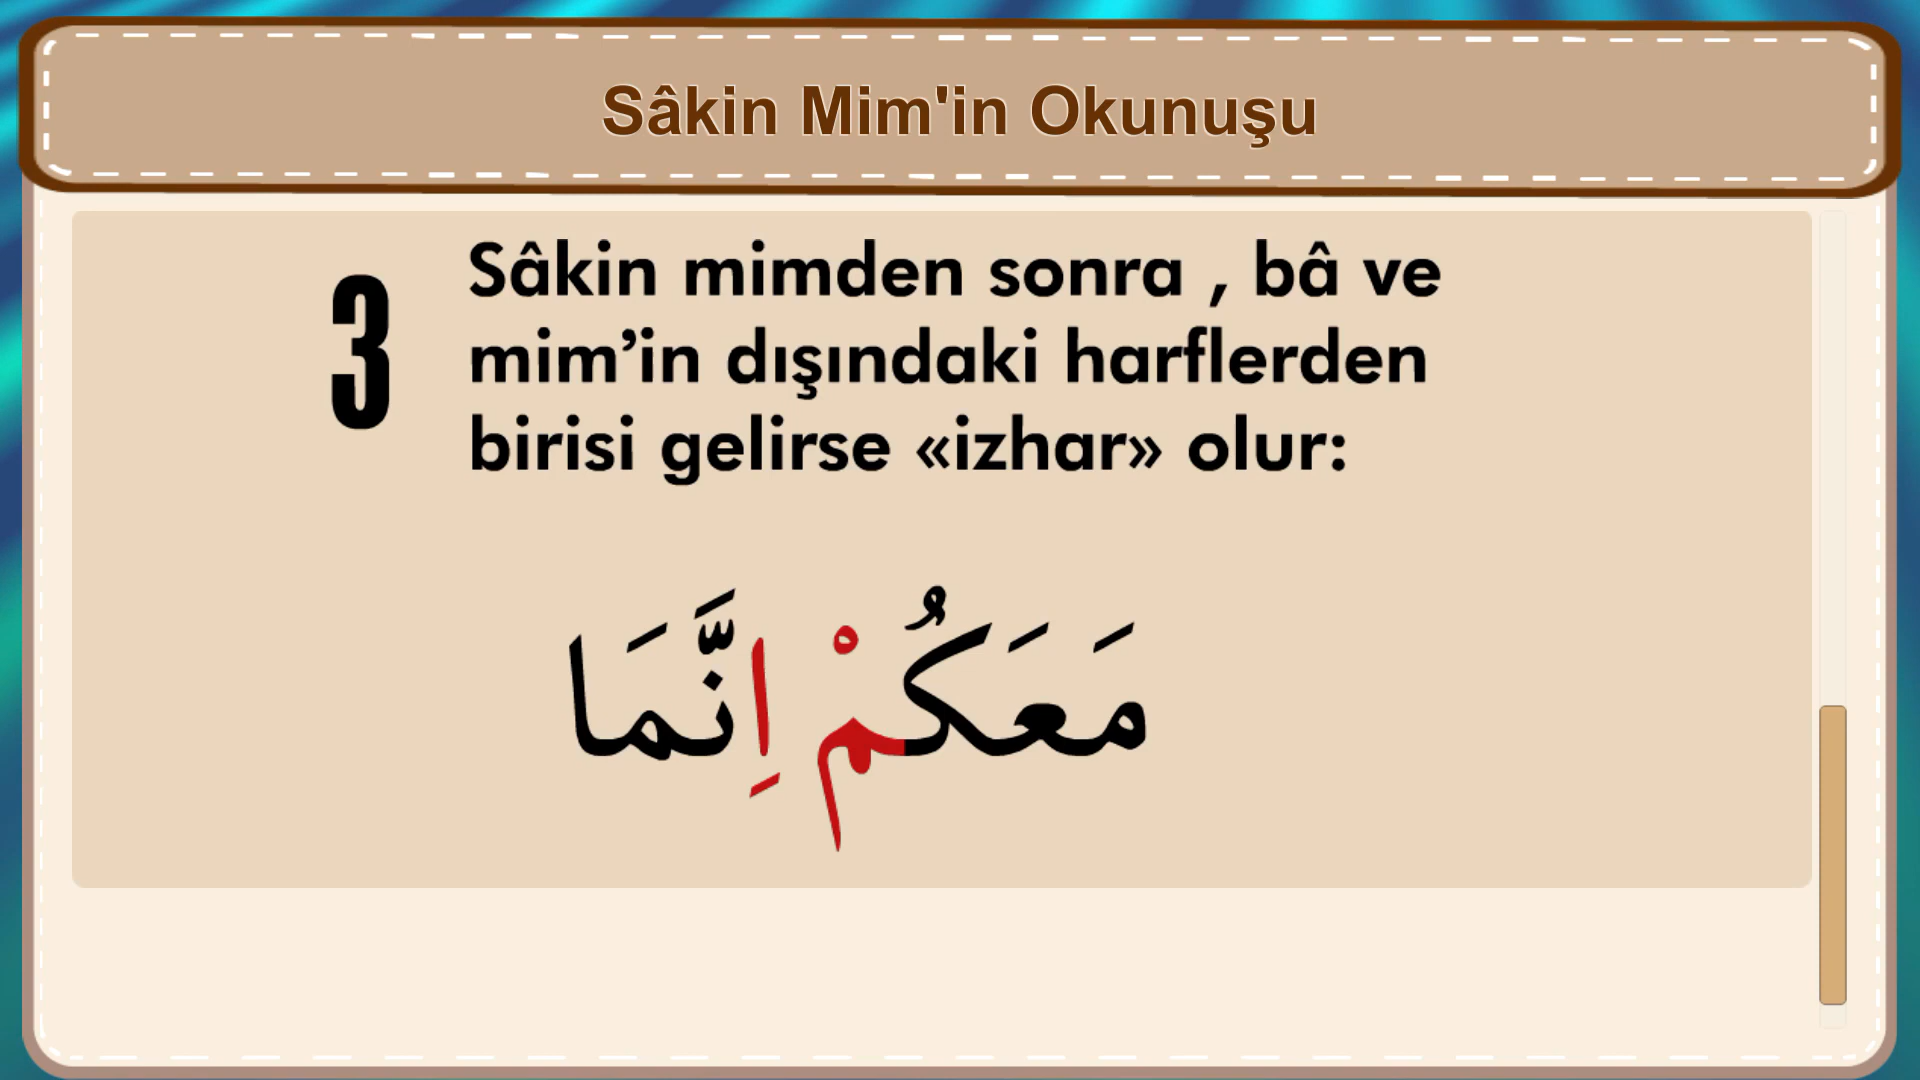 Sâkin Mim'in Okunuşu
3
Sâkin mimden sonra , bâ ve
mim’in dışındaki harflerden
birisi gelirse «izhar» olur:
مَعَكُمْ اِنَّمَا